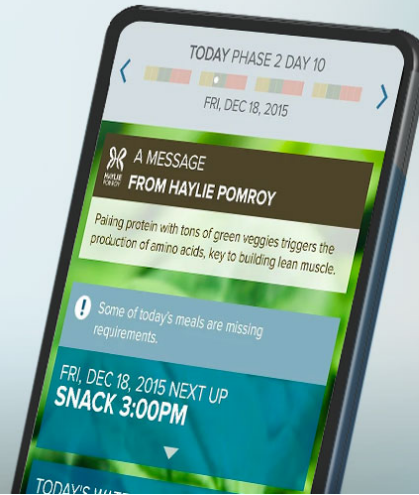 TODAY PHASE 2 DAY 10
FRI, DEC 18, 2015
A MESSAGE
FROM HAYLIE POMROY
HAYLIE
POMROY
Pairing protein with tons of green veggies triggers the
production of amino acids, key to building lean muscle.
Some of today's meals are missing
requirements.
FRI, DEC 18, 2015 NEXT UP
SNACK 3:00PM